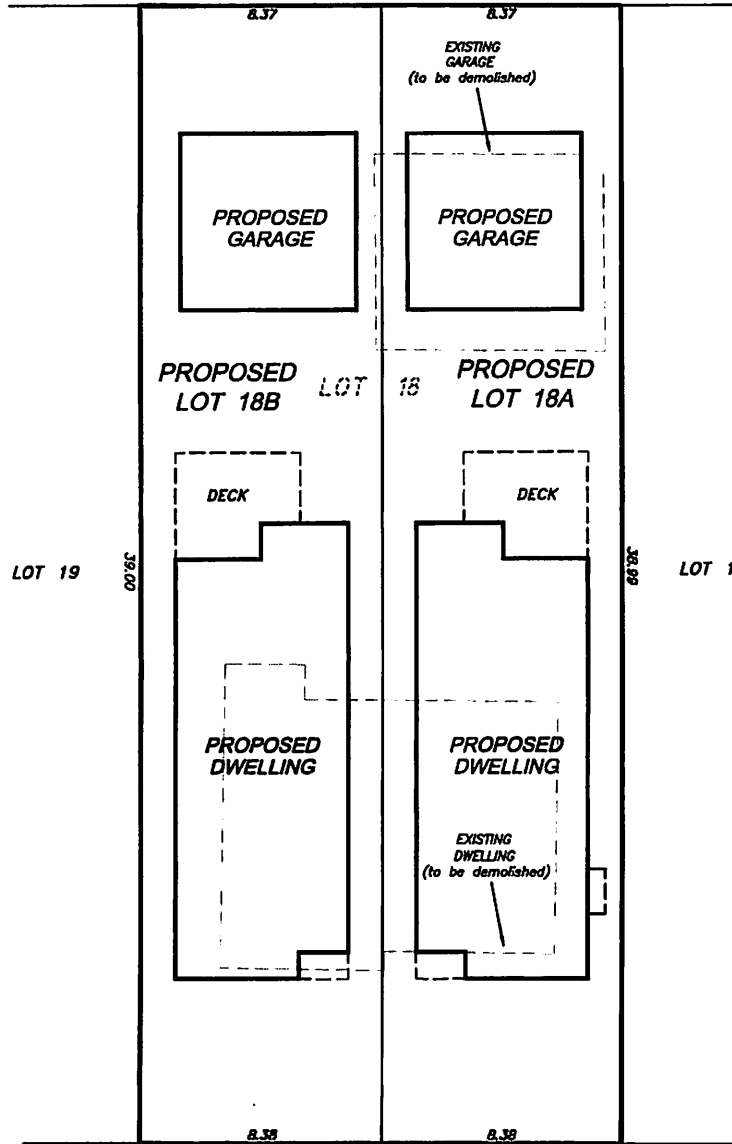 8.37
8.37
EXISTING
GARAGE
(to be demolished)
PROPOSED
GARAGE
PROPOSED
GARAGE
PROPOSED
LOT 18B
LOT 18
PROPOSED
LOT 18A
DECK
DECK
LOT 19
39.00
38.99
LOT 1
PROPOSED
DWELLING
PROPOSED
DWELLING
EXISTING
DWELLING
(to be demolished)
8.38
8.38